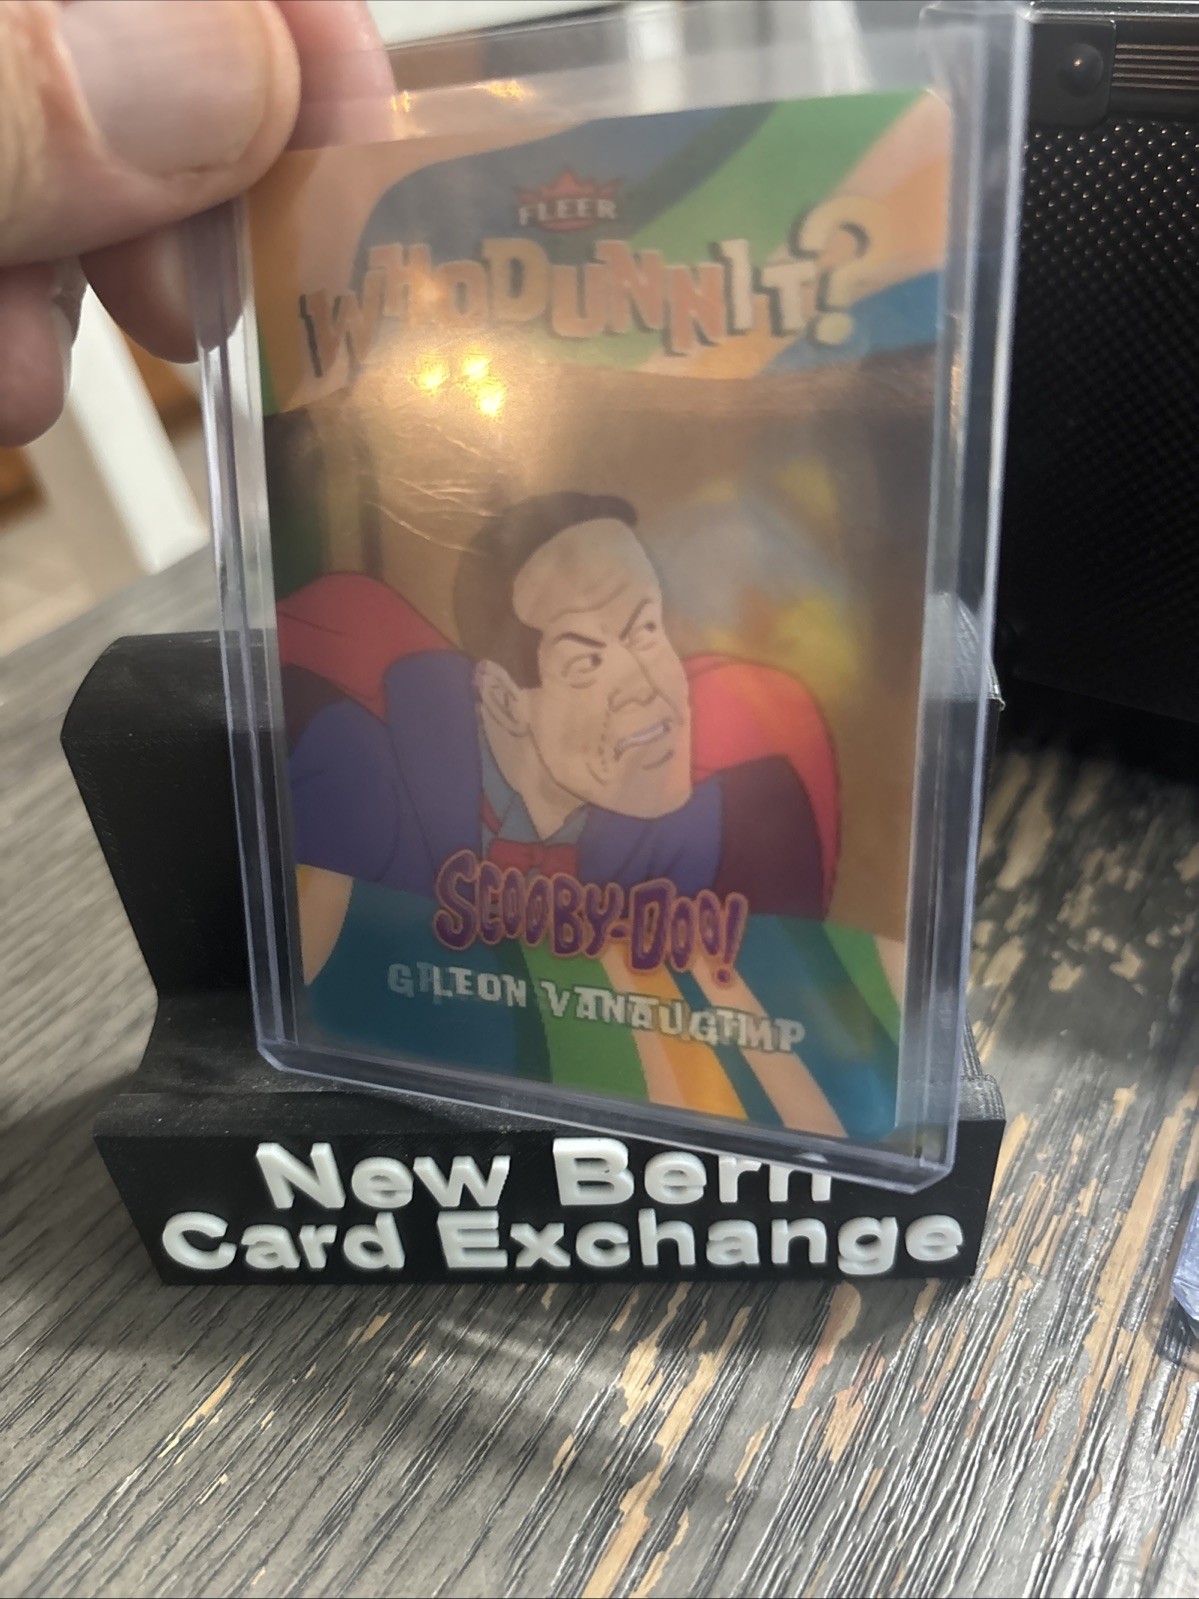 FLEER
WHODUNNIT?
SCOOBY-DOO!
New Bern
Card Exchange